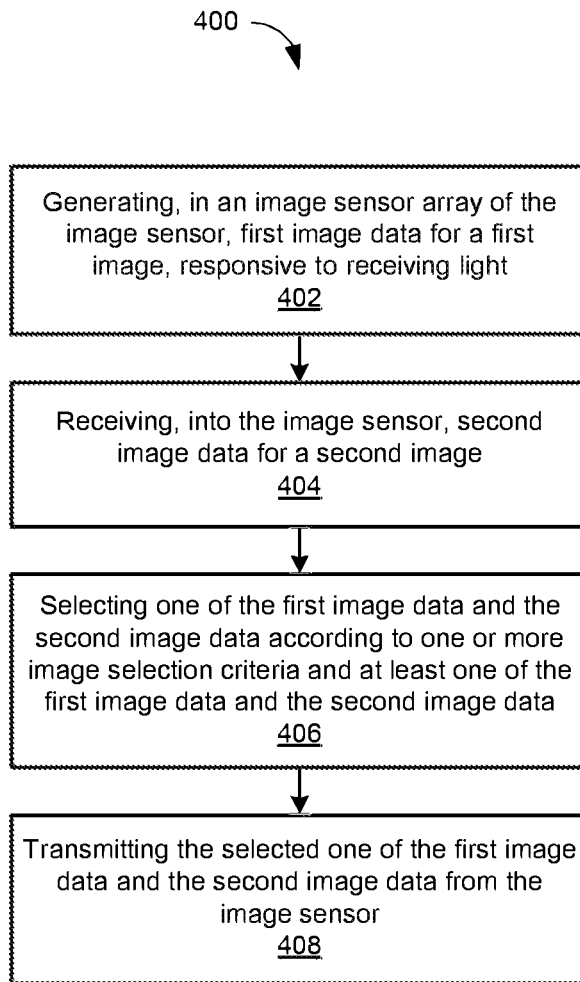 400
Generating, in an image sensor array of the
image sensor, first image data for a first
image, responsive to receiving light
402
Receiving, into the image sensor, second
image data for a second image
404
Selecting one of the first image data and the
second image data according to one or more
image selection criteria and at least one of the
first image data and the second image data
406
Transmitting the selected one of the first image
data and the second image data from the
image sensor
408